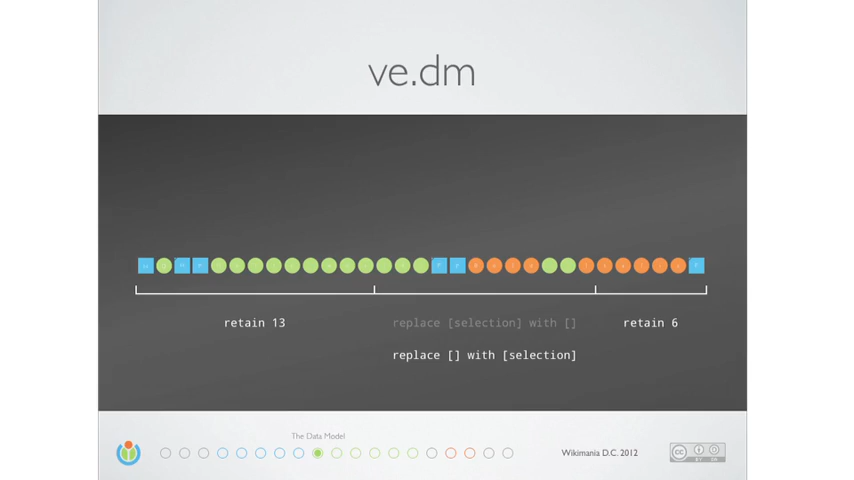 ve.dm
retain 13
replace [selection] with []
retain 6
replace [] with [selection]
The Data Model
Wikimania D.C. 2012